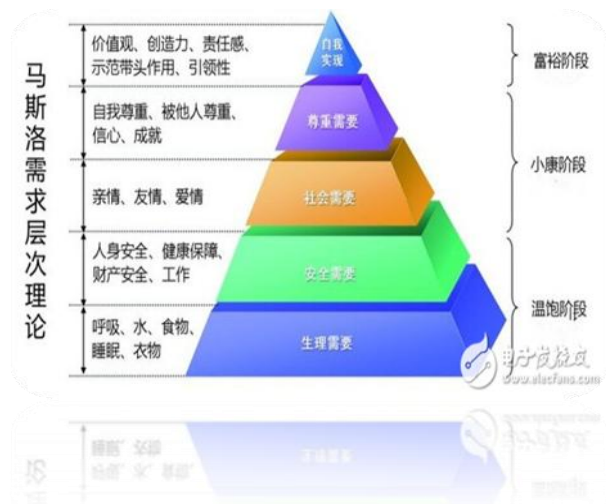 马斯洛需求层次理论
价值观、创造力、责任感、
示范带头作用、引领性
自我
实现
富裕阶段
自我尊重、被他人尊重、
信心、成就
尊重需要
小康阶段
亲情、友情、爱情
社会需要
人身安全、健康保障、
财产安全、工作
安全需要
温饱阶段
呼吸、水、食物、
睡眠、衣物
生理需要
电子发烧友
www.elecfans.com